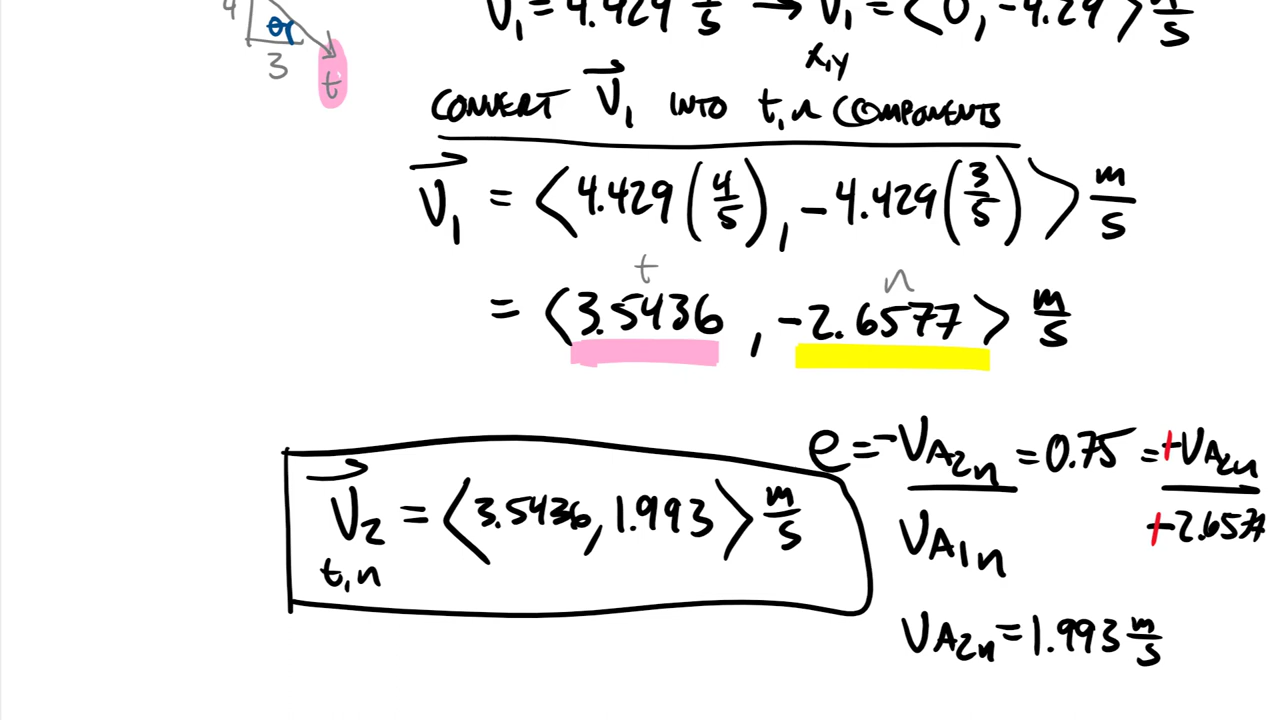 4
θr
3
t
V₁ = 4.429 m/s → V₁ = ⟨0, -4.29⟩ m/s
x,y
CONVERT V₁ INTO t,n COMPONENTS
V₁ = ⟨4.429 (4/5), -4.429 (3/5)⟩ m/s
t n
= ⟨3.5436, -2.6577⟩ m/s
e = -VA₂n / VA₁n = 0.75 = +VA₂n / +2.6577
V₂ = ⟨3.5436, 1.993⟩ m/s
t,n
VA₂n = 1.993 m/s